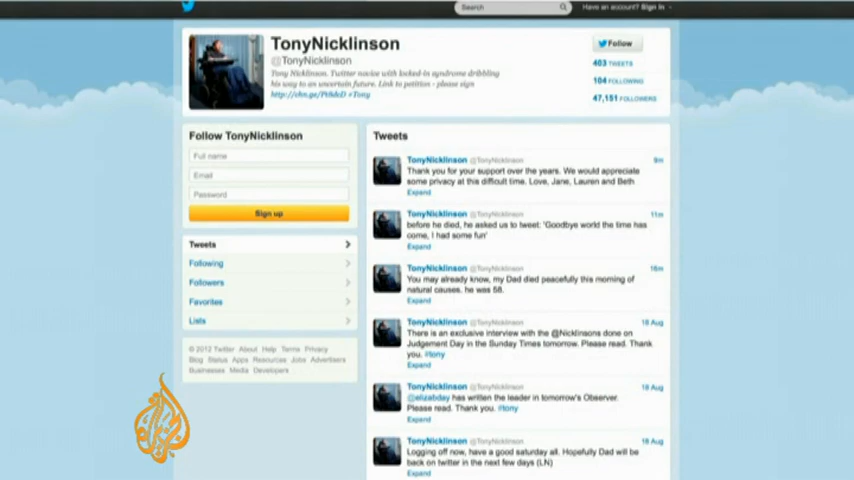 Search
Have an account? Sign in
TonyNicklinson
@TonyNicklinson
Tony Nicklinson. Twitter novice with locked-in syndrome dribbling
his way to an uncertain future. Link to petition - please sign
#Tony
Follow
403 TWEETS
104 FOLLOWING
47,151 FOLLOWERS
Follow TonyNicklinson
Full name
Email
Password
Sign up
Tweets
Following
Followers
Favorites
Lists
© 2012 Twitter About Help Terms Privacy
Blog Status Apps Resources Jobs Advertisers
Businesses Media Developers
Tweets
TonyNicklinson @TonyNicklinson 9m
Thank you for your support over the years. We would appreciate
some privacy at this difficult time. Love, Jane, Lauren and Beth
Expand
TonyNicklinson @TonyNicklinson 11m
before he died, he asked us to tweet: 'Goodbye world the time has
come, I had some fun'
Expand
TonyNicklinson @TonyNicklinson 16m
You may already know, my Dad died peacefully this morning of
natural causes. he was 58.
Expand
TonyNicklinson @TonyNicklinson 18 Aug
There is an exclusive interview with the @Nicklinsons done on
Judgement Day in the Sunday Times tomorrow. Please read. Thank
you. #tony
Expand
TonyNicklinson @TonyNicklinson 18 Aug
@elizabday has written the leader in tomorrow's Observer.
Please read. Thank you. #tony
Expand
TonyNicklinson @TonyNicklinson 18 Aug
Logging off now, have a good saturday all. Hopefully Dad will be
back on twitter in the next few days (LN)
Expand